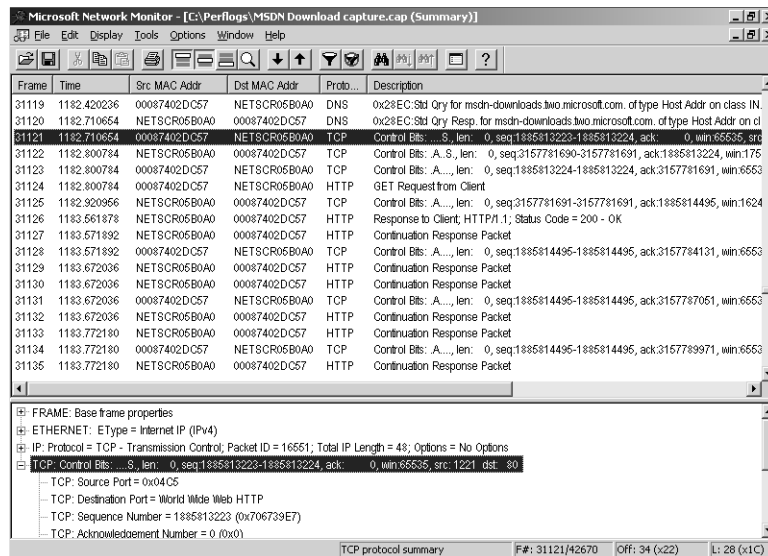 Microsoft Network Monitor - [C:\Perflogs\MSDN Download capture.cap (Summary)]
File Edit Display Tools Options Window Help
Frame Time Src MAC Addr Dst MAC Addr Proto... Description
31119 1182.420236 00087402DC57 NETSCR05B0A0 DNS 0x28EC:Std Qry for msdn-downloads.two.microsoft.com. of type Host Addr on class IN.
31120 1182.710654 NETSCR05B0A0 00087402DC57 DNS 0x28EC:Std Qry Resp. for msdn-downloads.two.microsoft.com. of type Host Addr on cl
31121 1182.710654 00087402DC57 NETSCR05B0A0 TCP Control Bits: ....S., len: 0, seq:1885813223-1885813224, ack: 0, win:65535, src
31122 1182.800784 NETSCR05B0A0 00087402DC57 TCP Control Bits: .A..S., len: 0, seq:3157781690-3157781691, ack:1885813224, win:175
31123 1182.800784 00087402DC57 NETSCR05B0A0 TCP Control Bits: .A...., len: 0, seq:1885813224-1885813224, ack:3157781691, win:6553
31124 1182.800784 00087402DC57 NETSCR05B0A0 HTTP GET Request from Client
31125 1182.920956 NETSCR05B0A0 00087402DC57 TCP Control Bits: .A...., len: 0, seq:3157781691-3157781691, ack:1885814495, win:1624
31126 1183.561878 NETSCR05B0A0 00087402DC57 HTTP Response to Client; HTTP/1.1; Status Code = 200 - OK
31127 1183.571892 NETSCR05B0A0 00087402DC57 HTTP Continuation Response Packet
31128 1183.571892 00087402DC57 NETSCR05B0A0 TCP Control Bits: .A...., len: 0, seq:1885814495-1885814495, ack:3157784131, win:6553
31129 1183.672036 NETSCR05B0A0 00087402DC57 HTTP Continuation Response Packet
31130 1183.672036 NETSCR05B0A0 00087402DC57 HTTP Continuation Response Packet
31131 1183.672036 00087402DC57 NETSCR05B0A0 TCP Control Bits: .A...., len: 0, seq:1885814495-1885814495, ack:3157787051, win:6553
31132 1183.672036 NETSCR05B0A0 00087402DC57 HTTP Continuation Response Packet
31133 1183.772180 NETSCR05B0A0 00087402DC57 HTTP Continuation Response Packet
31134 1183.772180 00087402DC57 NETSCR05B0A0 TCP Control Bits: .A...., len: 0, seq:1885814495-1885814495, ack:3157789971, win:6553
31135 1183.772180 NETSCR05B0A0 00087402DC57 HTTP Continuation Response Packet
FRAME: Base frame properties
ETHERNET: EType = Internet IP (IPv4)
IP: Protocol = TCP - Transmission Control; Packet ID = 16551; Total IP Length = 48; Options = No Options
TCP: Control Bits: ....S., len: 0, seq:1885813223-1885813224, ack: 0, win:65535, src: 1221 dst: 80
TCP: Source Port = 0x04C5
TCP: Destination Port = World Wide Web HTTP
TCP: Sequence Number = 1885813223 (0x706739E7)
TCP: Acknowledgement Number = 0 (0x0)
TCP protocol summary F#: 31121/42670 Off: 34 (x22) L: 28 (x1C)